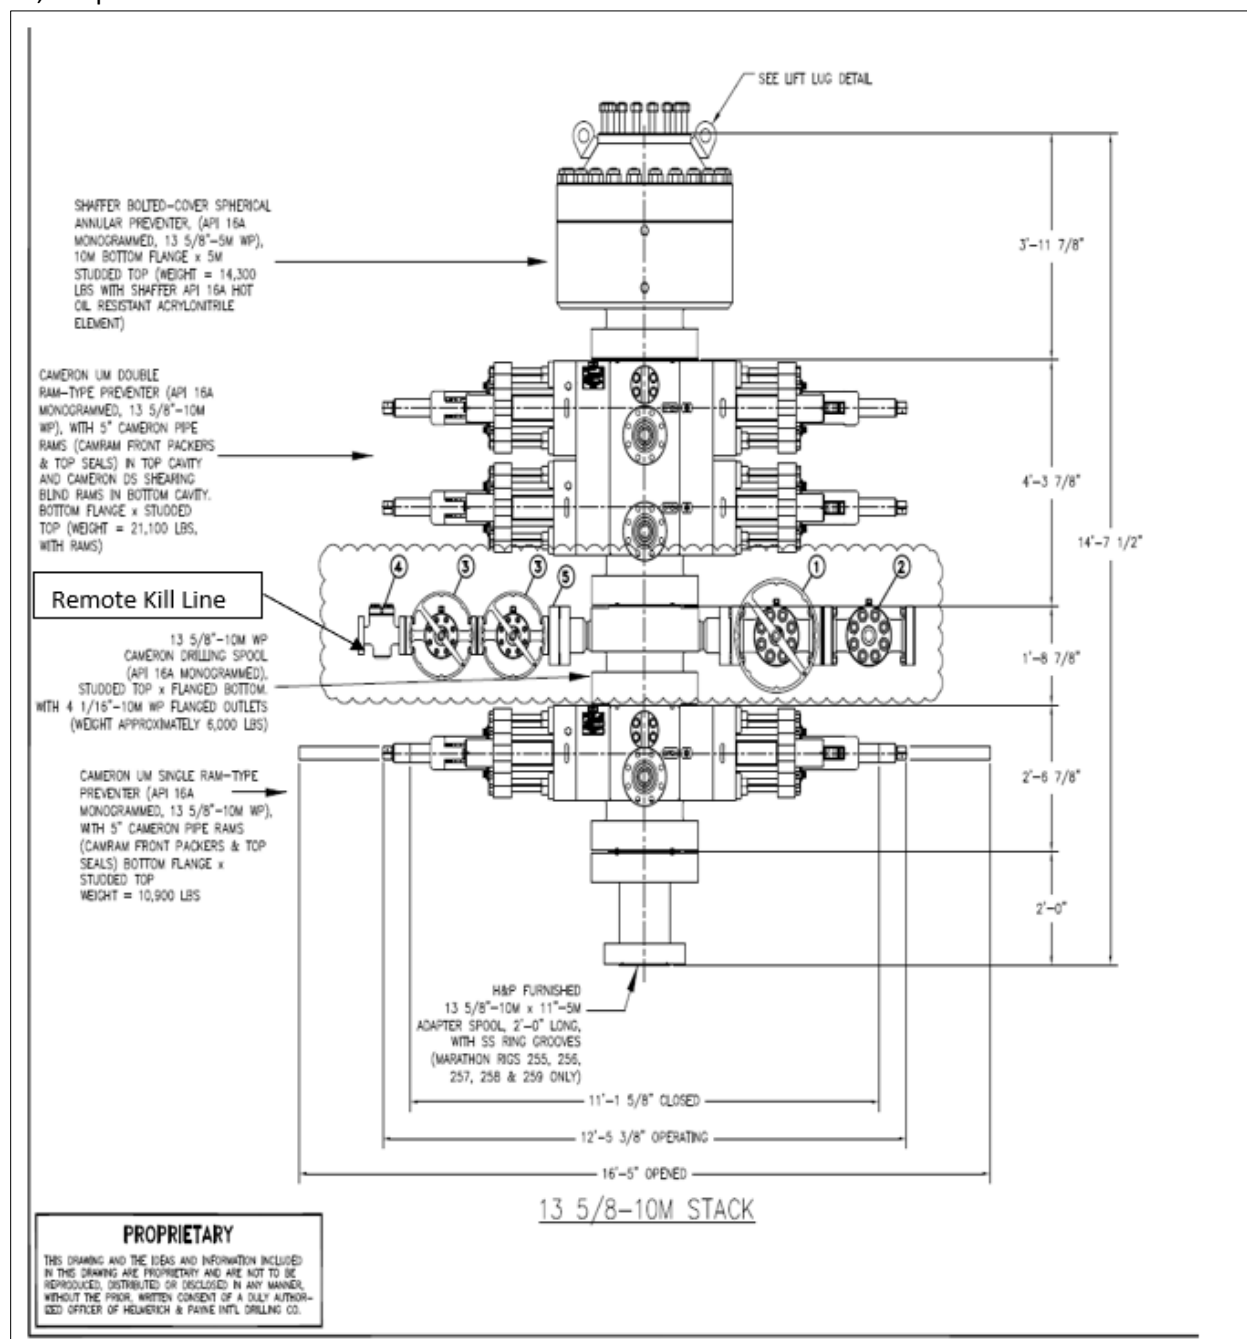 SEE LIFT LUG DETAIL
SHAFFER BOLTED-COVER SPHERICAL
ANNULAR PREVENTER, (API 16A
MONOGRAMMED, 13 5/8"-5M WP),
10M BOTTOM FLANGE x 5M
STUDDED TOP (WEIGHT = 14,300
LBS WITH SHAFFER API 16A HOT
OIL RESISTANT ACRYLONITRILE
ELEMENT)
3'-11 7/8"
CAMERON UM DOUBLE
RAM-TYPE PREVENTER (API 16A
MONOGRAMMED, 13 5/8"-10M
WP), WITH 5" CAMERON PIPE
RAMS (CAMRAM FRONT PACKERS
& TOP SEALS) IN TOP CAVITY
AND CAMERON DS SHEARING
BLIND RAMS IN BOTTOM CAVITY.
BOTTOM FLANGE x STUDDED
TOP (WEIGHT = 21,100 LBS,
WITH RAMS)
4'-3 7/8"
14'-7 1/2"
4
3
3
5
1
2
Remote Kill Line
13 5/8"-10M WP
CAMERON DRILLING SPOOL
(API 16A MONOGRAMMED),
STUDDED TOP x FLANGED BOTTOM.
WITH 4 1/16"-10M WP FLANGED OUTLETS
(WEIGHT APPROXIMATELY 6,000 LBS)
1'-8 7/8"
CAMERON UM SINGLE RAM-TYPE
PREVENTER (API 16A
MONOGRAMMED, 13 5/8"-10M WP),
WITH 5" CAMERON PIPE RAMS
(CAMRAM FRONT PACKERS & TOP
SEALS) BOTTOM FLANGE x
STUDDED TOP
WEIGHT = 10,900 LBS
2'-6 7/8"
2'-0"
H&P FURNISHED
13 5/8"-10M x 11"-5M
ADAPTER SPOOL, 2'-0" LONG,
WITH SS RING GROOVES
(MARATHON RIGS 255, 256,
257, 258 & 259 ONLY)
11'-1 5/8" CLOSED
12'-5 3/8" OPERATING
16'-5" OPENED
13 5/8-10M STACK
PROPRIETARY
THIS DRAWING AND THE IDEAS AND INFORMATION INCLUDED
IN THIS DRAWING ARE PROPRIETARY AND ARE NOT TO BE
REPRODUCED, DISTRIBUTED OR DISCLOSED IN ANY MANNER,
WITHOUT THE PRIOR, WRITTEN CONSENT OF A DULY AUTHOR-
IZED OFFICER OF HELMERICH & PAYNE INT'L DRILLING CO.